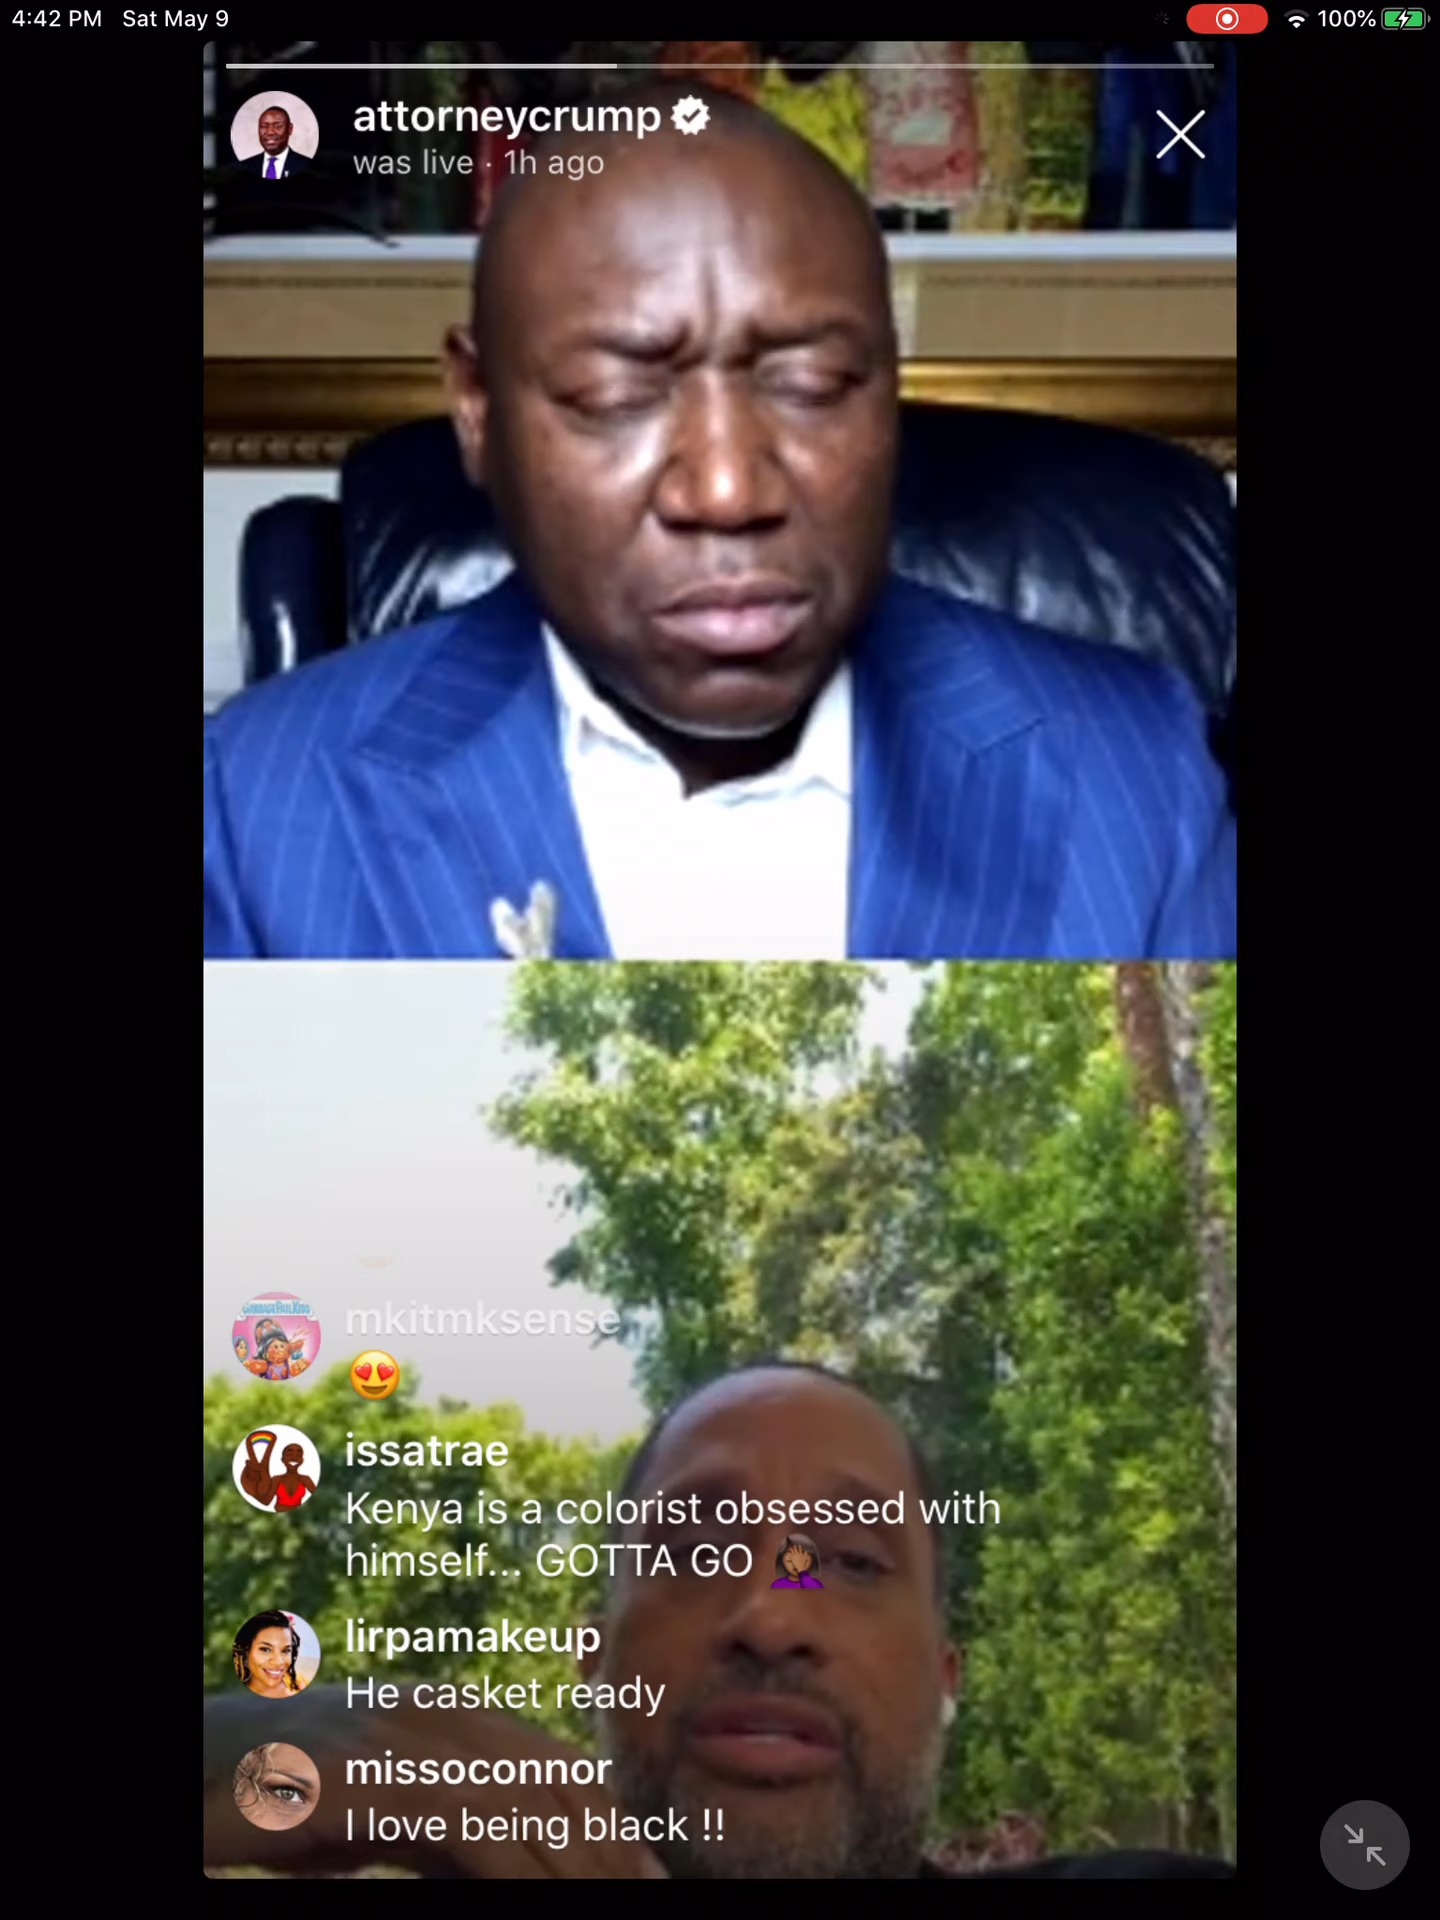 4:42 PM Sat May 9
100%
attorneycrump
was live · 1h ago
mkitmksense
😍
issatrae
Kenya is a colorist obsessed with
himself... GOTTA GO 🤦🏾‍♀️
lirpamakeup
He casket ready
missoconnor
I love being black !!